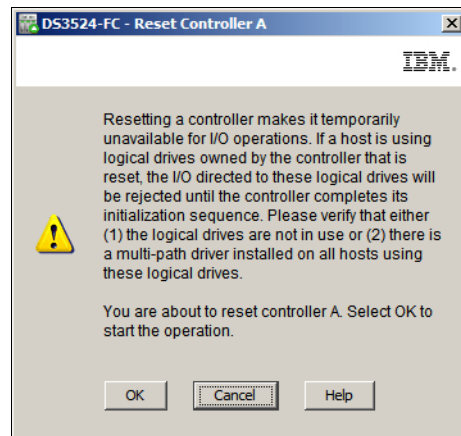 DS3524-FC - Reset Controller A
IBM.
Resetting a controller makes it temporarily
unavailable for I/O operations. If a host is using
logical drives owned by the controller that is
reset, the I/O directed to these logical drives will
be rejected until the controller completes its
initialization sequence. Please verify that either
(1) the logical drives are not in use or (2) there is
a multi-path driver installed on all hosts using
these logical drives.
You are about to reset controller A. Select OK to
start the operation.
OK Cancel Help